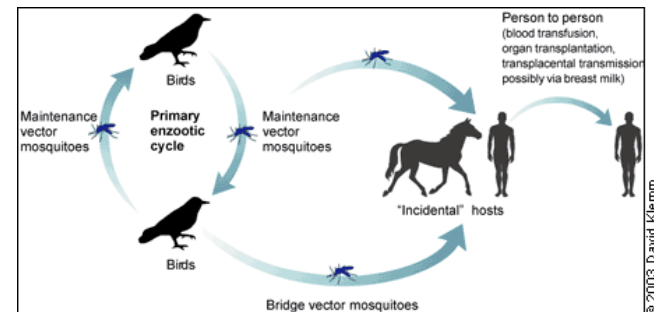 Person to person
(blood transfusion,
organ transplantation,
transplacental transmission
possibly via breast milk)
Birds
Maintenance
vector
mosquitoes
Primary
enzootic
cycle
Maintenance
vector
mosquitoes
"Incidental" hosts
Birds
Bridge vector mosquitoes
© 2003 David Klemm